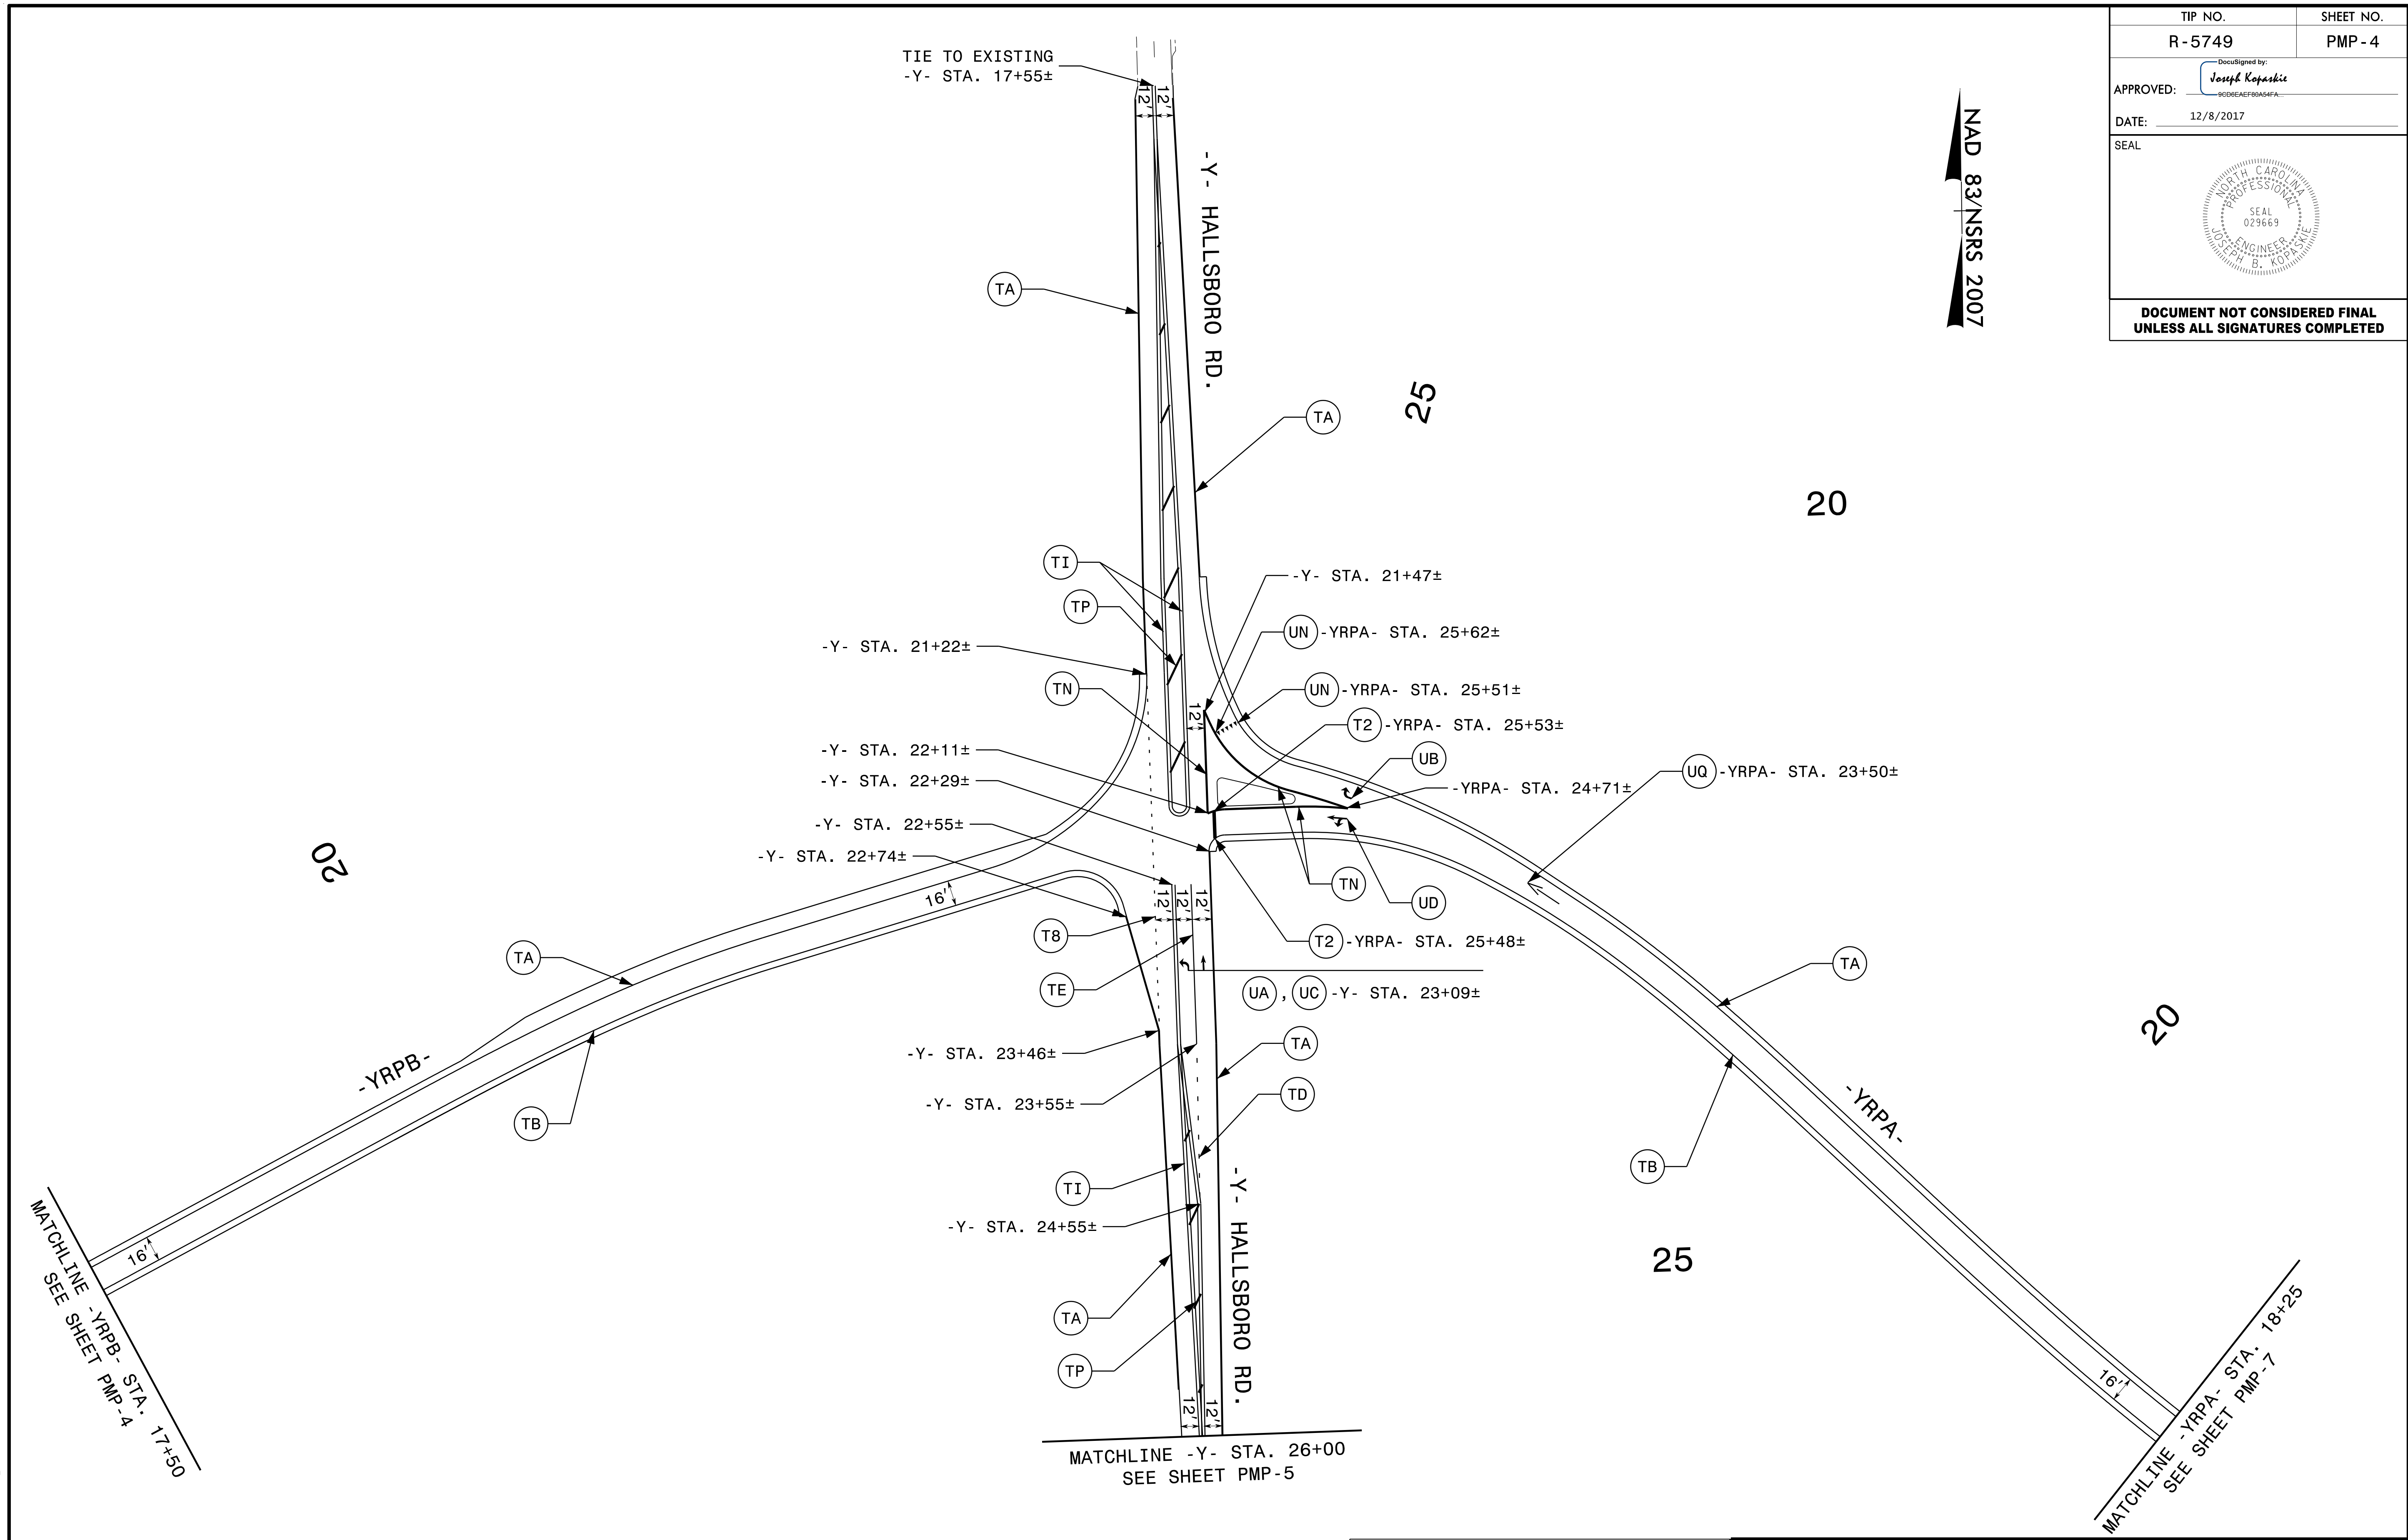 TIP NO.
SHEET NO.
R-5749
PMP-4
DocuSigned by:
Joseph Kopaskie
APPROVED:
9CD6EAEF80A54FA...
DATE:
12/8/2017
SEAL
NORTH CAROLINA
PROFESSIONAL
SEAL
029669
ENGINEER
JOSEPH B. KOPASKIE
DOCUMENT NOT CONSIDERED FINAL
UNLESS ALL SIGNATURES COMPLETED
NAD 83/NSRS 2007
TIE TO EXISTING
-Y- STA. 17+55±
12'
12'
-Y- HALLSBORO RD.
TA
TA
25
20
TI
TP
-Y- STA. 21+47±
UN -YRPA- STA. 25+62±
-Y- STA. 21+22±
TN
UN -YRPA- STA. 25+51±
12'
T2 -YRPA- STA. 25+53±
-Y- STA. 22+11±
UB
UQ -YRPA- STA. 23+50±
-Y- STA. 22+29±
-YRPA- STA. 24+71±
-Y- STA. 22+55±
-Y- STA. 22+74±
20
16'
12'
12'
12'
TN
UD
T8
T2 -YRPA- STA. 25+48±
TA
TA
TE
UA , UC -Y- STA. 23+09±
20
-Y- STA. 23+46±
TA
-YRPB-
-Y- STA. 23+55±
TD
TB
-YRPA-
TB
TI
-Y- STA. 24+55±
-Y- HALLSBORO RD.
25
16'
TA
TP
12'
12'
16'
MATCHLINE -YRPB- STA. 17+50
SEE SHEET PMP-4
MATCHLINE -Y- STA. 26+00
SEE SHEET PMP-5
MATCHLINE -YRPA- STA. 18+25
SEE SHEET PMP-7